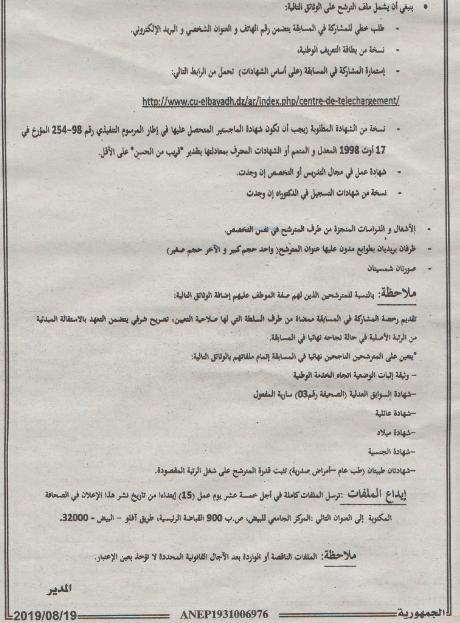 • ينبغي أن يشمل ملف الترشح على الوثائق التالية:
- طلب خطي للمشاركة في المسابقة يتضمن رقم الهاتف و العنوان الشخصي و البريد الإلكتروني.
- نسخة من بطاقة التعريف الوطنية،
- إستمارة المشاركة في المسابقة (على أساس الشهادات) تحمل من الرابط التالي:
http://www.cu-elbayadh.dz/ar/index.php/centre-de-telechargement/
- نسخة من الشهادة المطلوبة (يجب أن تكون شهادة الماجستير المتحصل عليها في إطار المرسوم التنفيذي رقم 98-254 المؤرخ في
17 أوت 1998 المعدل و المتمم أو الشهادات المعترف بمعادلتها بتقدير "قريب من الحسن" على الأقل.
- شهادة عمل في مجال التدريس أو التخصص إن وجدت.
- نسخة من شهادات التسجيل في الدكتوراه إن وجدت
- الأشغال و الدراسات المنجزة من طرف المترشح في نفس التخصص.
- ظرفان بريديان بطوابع مدون عليها عنوان المترشح( واحد حجم كبير و الآخر حجم صغير)
- صورتان شمسيتان
ملاحظة: بالنسبة للمترشحين الذين لهم صفة الموظف عليهم إضافة الوثائق التالية:
تقديم رخصة المشاركة في المسابقة ممضاة من طرف السلطة التي لها صلاحية التعيين، تصريح شرفي يتضمن التعهد بالاستقالة المبدئية
من الرتبة الأصلية في حالة نجاحه نهائيا في المسابقة.
*يتعين على المترشحين الناجحين نهائيا في المسابقة إتمام ملفاتهم بالوثائق التالية:
– وثيقة إثبات الوضعية اتجاه الخدمة الوطنية
–شهادة السوابق العدلية (الصحيفة رقم03) سارية المفعول
–شهادة عائلية
–شهادة ميلاد
–شهادة الجنسية
–شهادتان طبيتان (طب عام –أمراض صدرية) تثبت قدرة المترشح على شغل الرتبة المقصودة.
إيداع الملفات :ترسل الملفات كاملة في أجل خمسة عشر يوم عمل (15) إبتداءا من تاريخ نشر هذا الإعلان في الصحافة
المكتوبة إلى العنوان التالي :المركز الجامعي للبيض، ص.ب 900 القباضة الرئيسية، طريق آفلو – البيض – 32000.
ملاحظة: الملفات الناقصة أو الواردة بعد الآجال القانونية المحددة لا تؤخذ بعين الإعتبار.
المدير
الجمهورية ANEP1931006976 2019/08/19